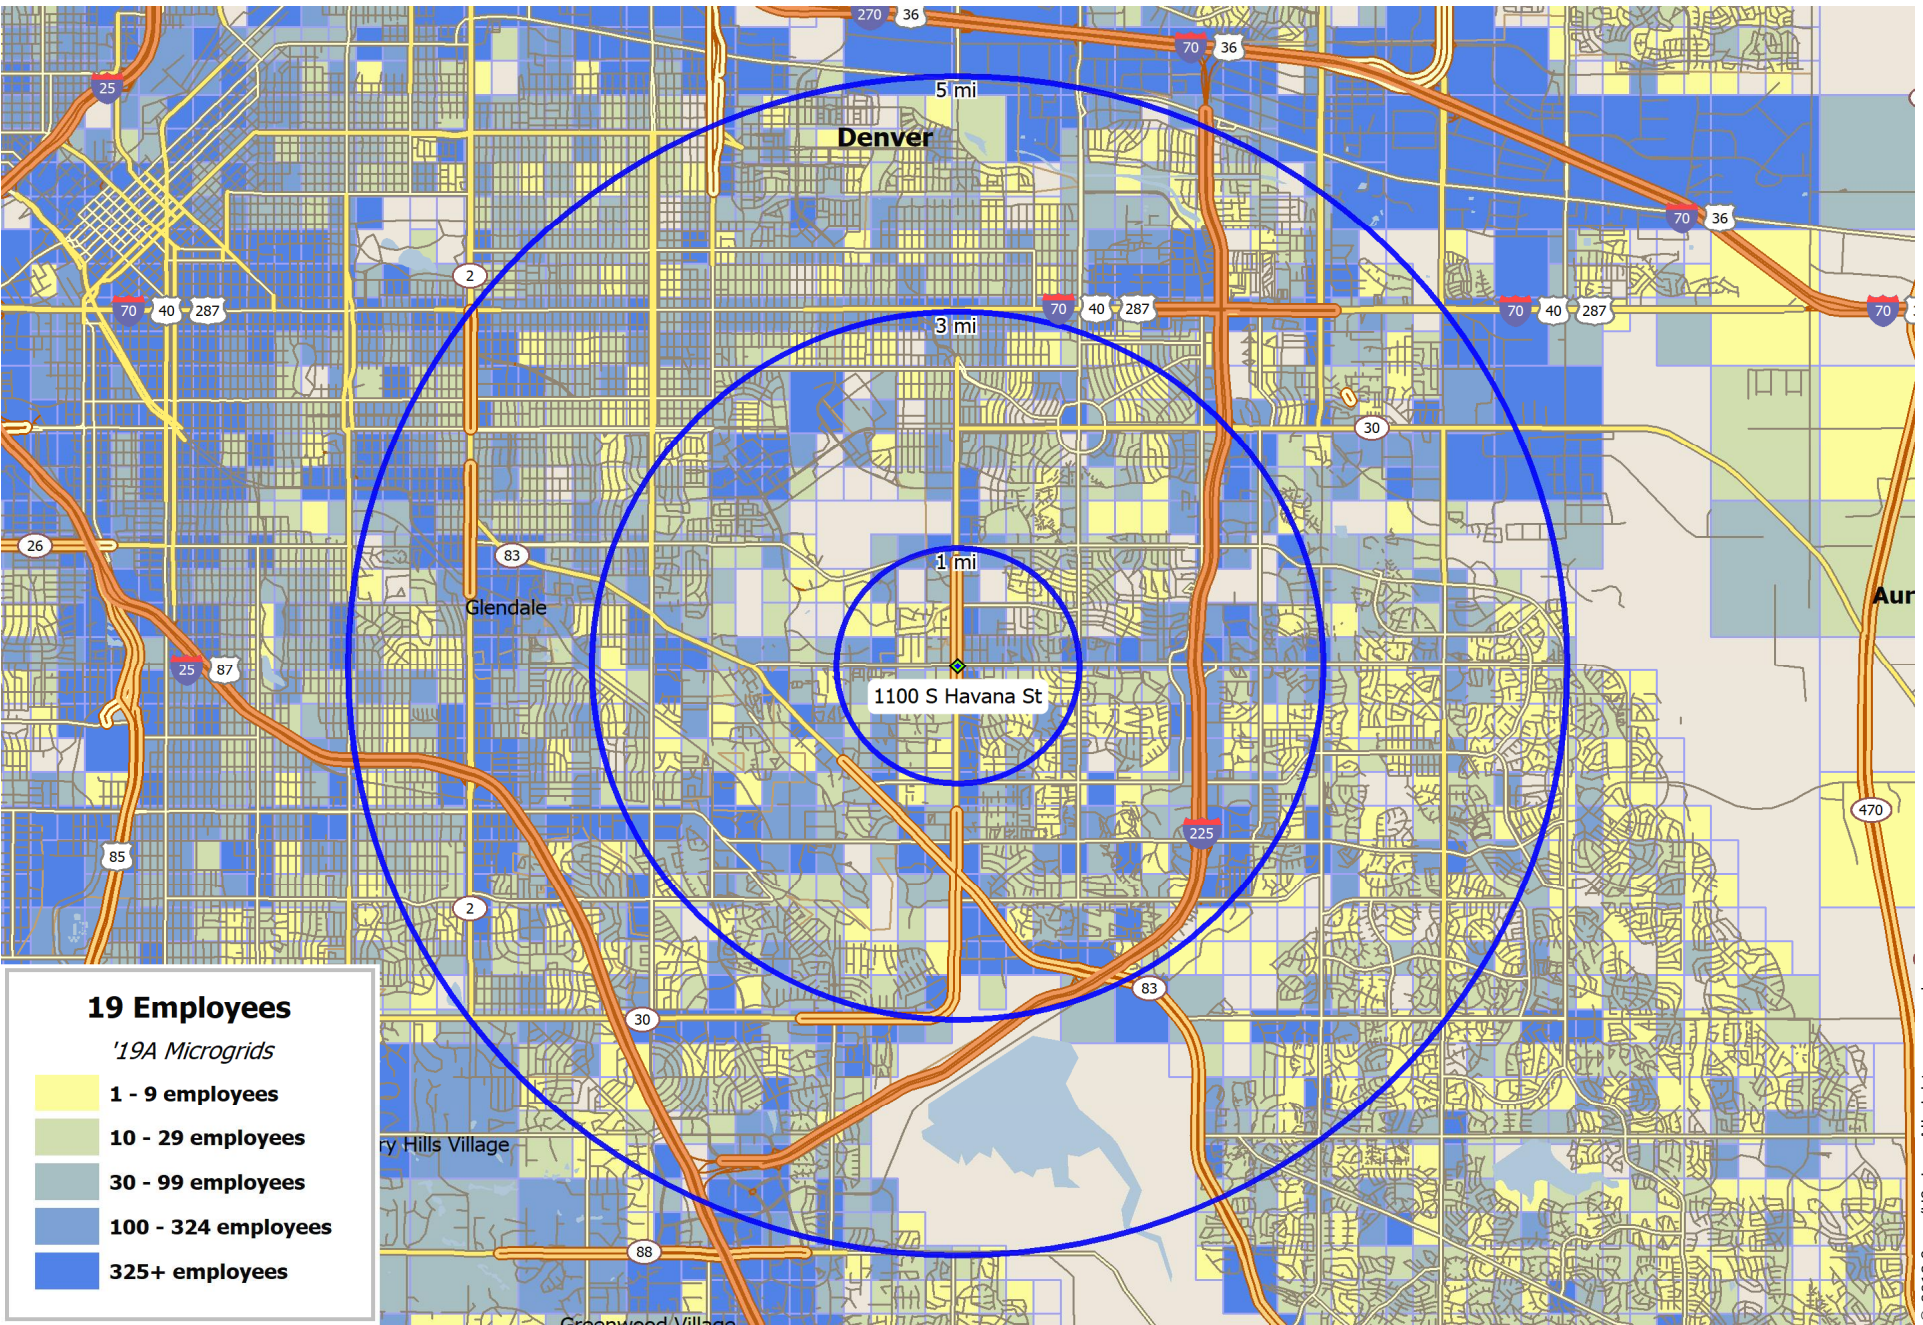 270 36
70 36
25
5 mi
Denver
70 36
2
70 40 287
70 40 287
70 40 287
70
3 mi
30
26
83
1 mi
Aur
Glendale
25 87
1100 S Havana St
470
225
85
2
83
30
19 Employees
'19A Microgrids
1 - 9 employees
10 - 29 employees
30 - 99 employees
100 - 324 employees
325+ employees
ry Hills Village
88
Greenwood Village